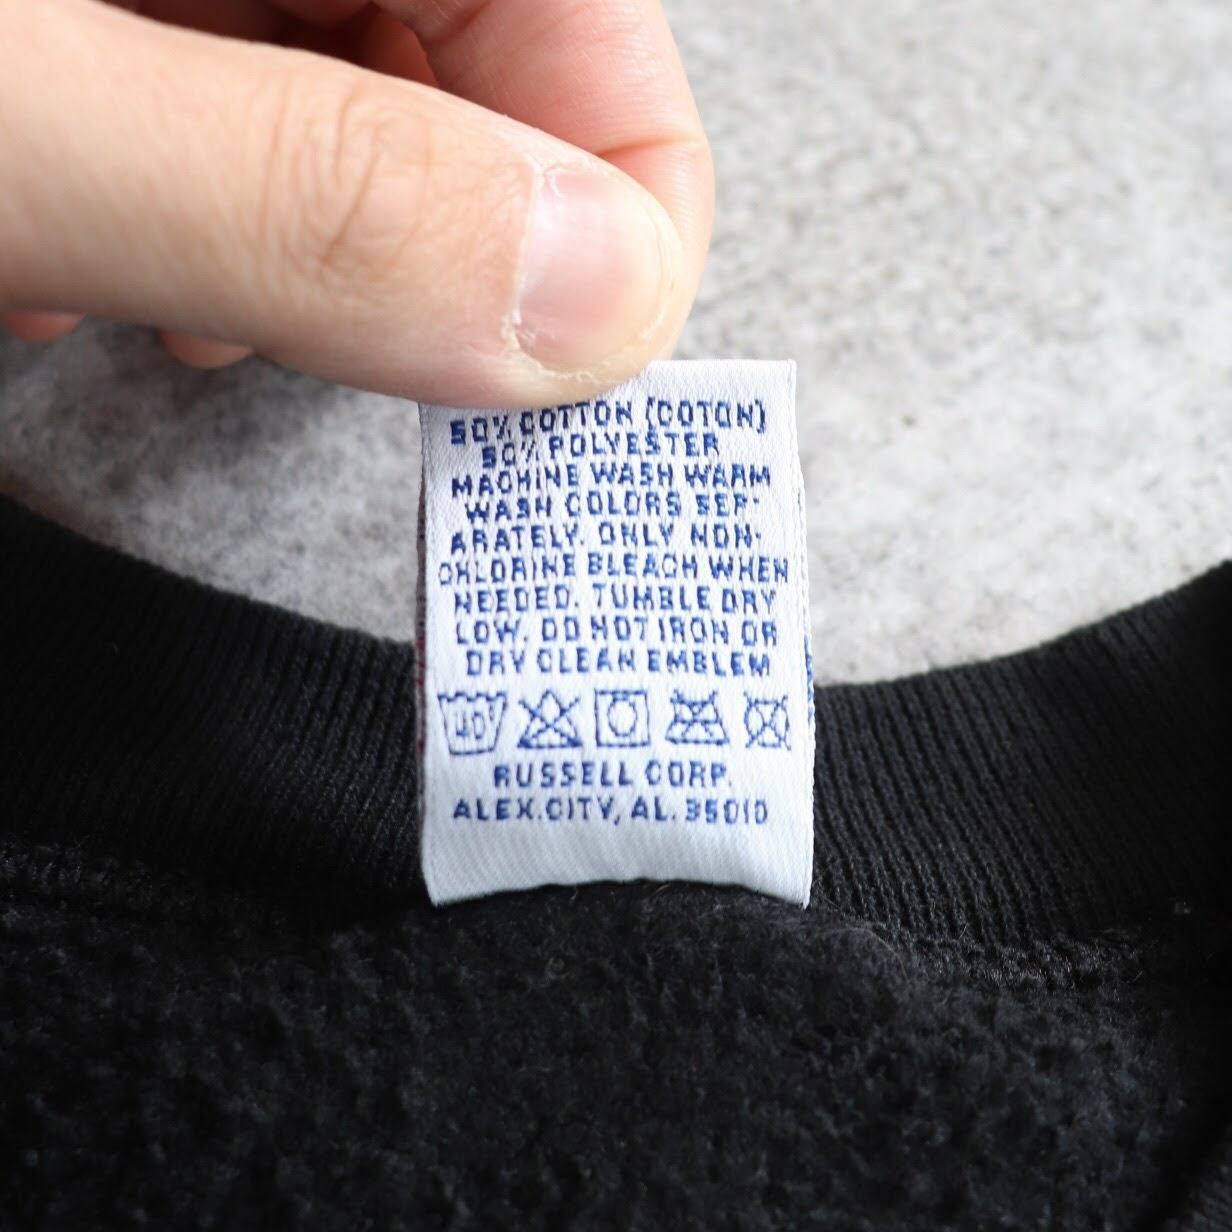 50% COTTON (COTON)
50% POLYESTER
MACHINE WASH WARM
WASH COLORS SEP-
ARATELY. ONLY NON-
CHLORINE BLEACH WHEN
NEEDED. TUMBLE DRY
LOW. DO NOT IRON OR
DRY CLEAN EMBLEM
40
RUSSELL CORP.
ALEX.CITY, AL. 35010